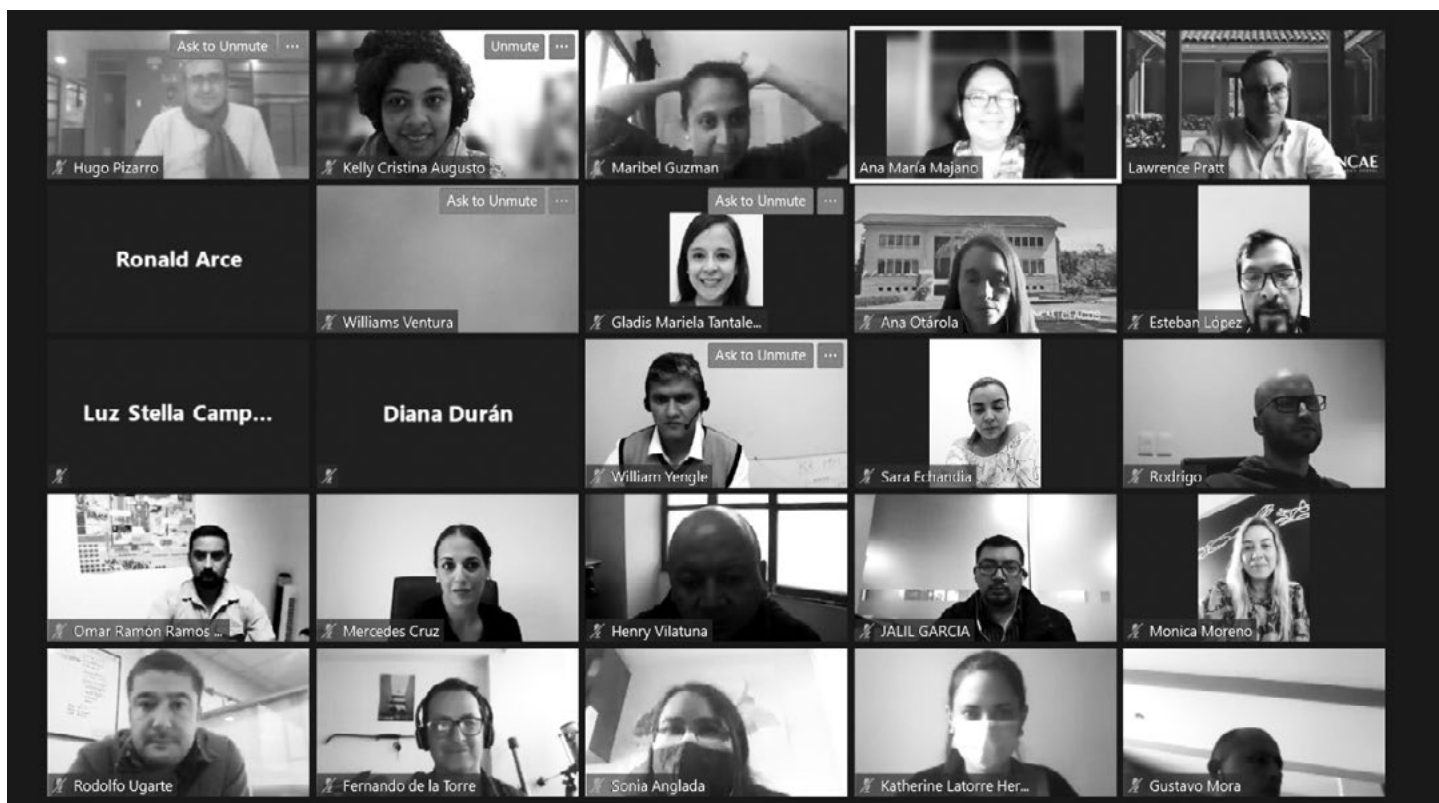 Ask to Unmute ...
Hugo Pizarro
Unmute ...
Kelly Cristina Augusto
Maribel Guzman
Ana María Majano
NCAE
Lawrence Pratt
Ronald Arce
Ask to Unmute ...
Williams Ventura
Ask to Unmute ...
Gladis Mariela Tantale...
Ana Otárola
Esteban López
Luz Stella Camp...
Diana Durán
Ask to Unmute ...
William Yengle
Sara Echandia
Rodrigo
Omar Ramón Ramos ...
Mercedes Cruz
Henry Vilatuna
JALIL GARCIA
Monica Moreno
Rodolfo Ugarte
Fernando de la Torre
Sonia Anglada
Katherine Latorre Her...
Gustavo Mora